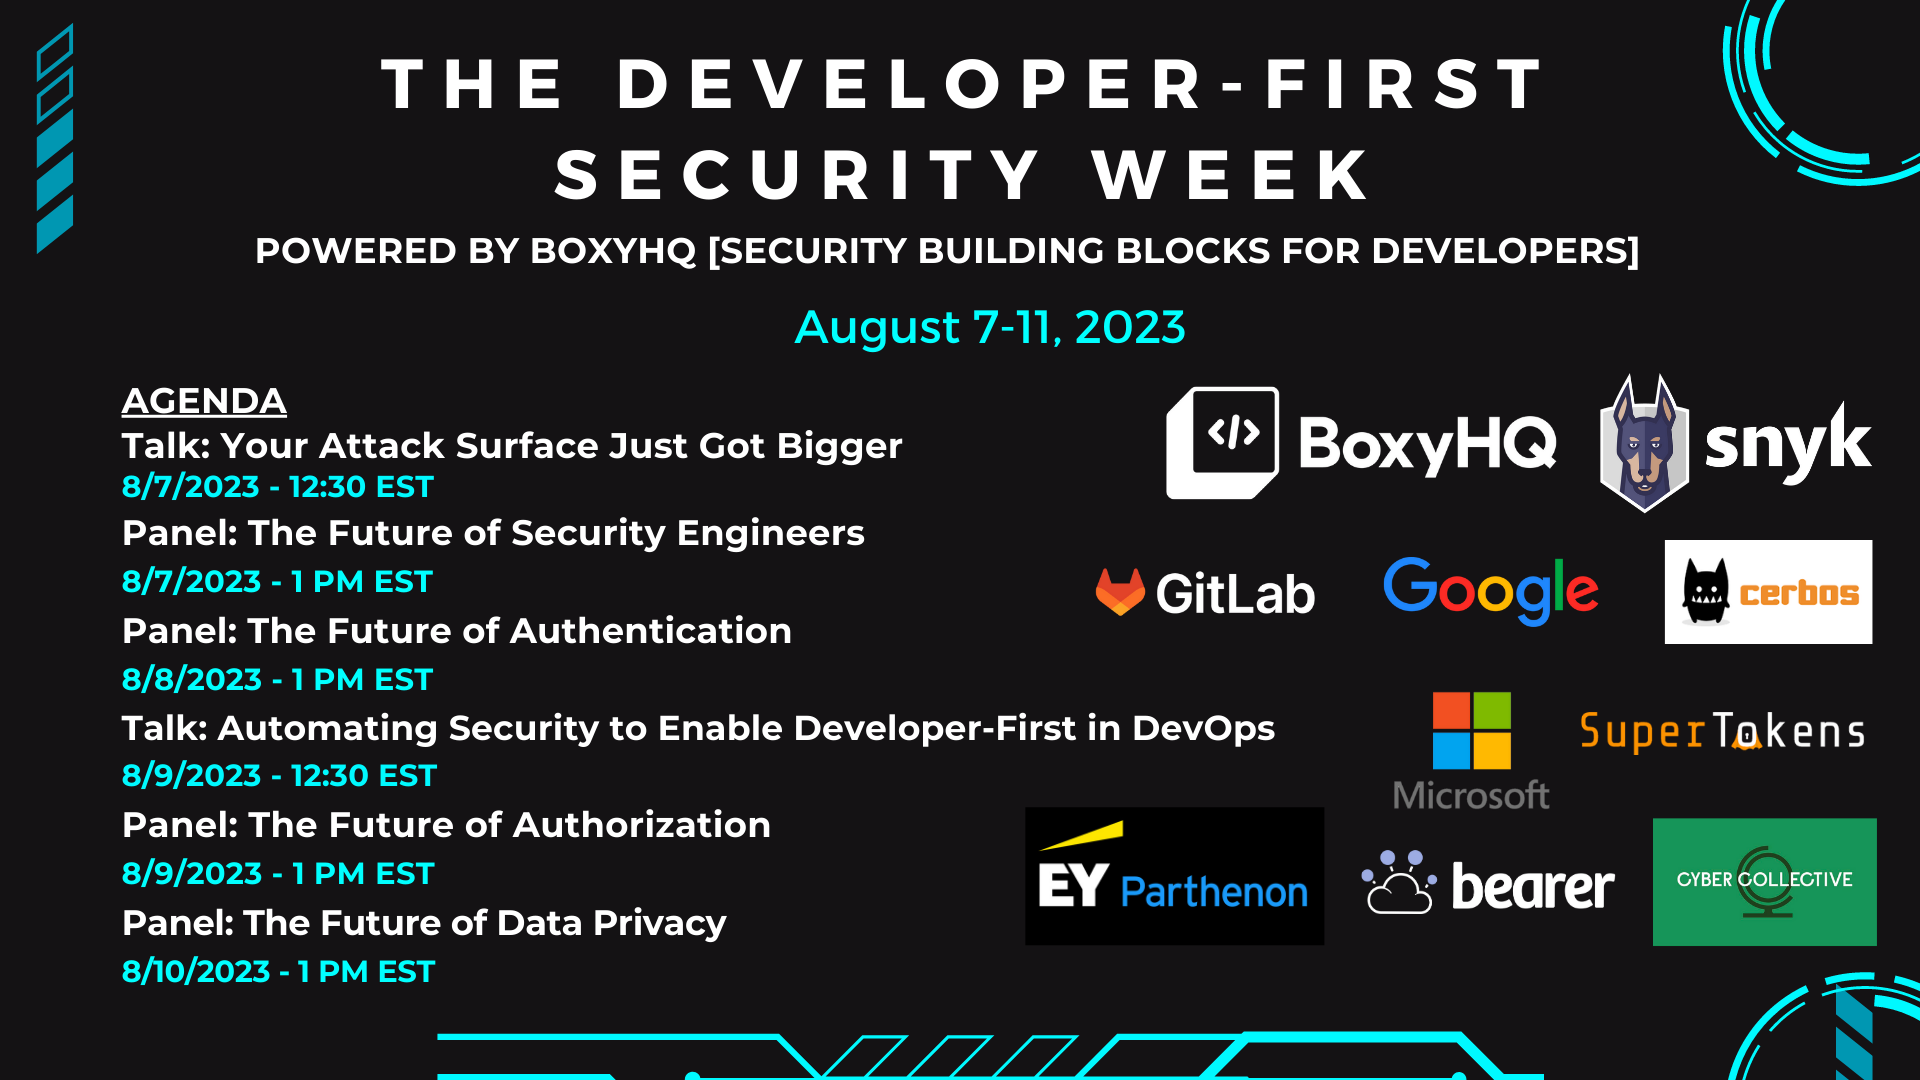 THE DEVELOPER-FIRST
SECURITY WEEK
POWERED BY BOXYHQ [SECURITY BUILDING BLOCKS FOR DEVELOPERS]
August 7-11, 2023
AGENDA
Talk: Your Attack Surface Just Got Bigger
8/7/2023 - 12:30 EST
Panel: The Future of Security Engineers
8/7/2023 - 1 PM EST
Panel: The Future of Authentication
8/8/2023 - 1 PM EST
Talk: Automating Security to Enable Developer-First in DevOps
8/9/2023 - 12:30 EST
Panel: The Future of Authorization
8/9/2023 - 1 PM EST
Panel: The Future of Data Privacy
8/10/2023 - 1 PM EST
</> BoxyHQ
snyk
GitLab
Google
cerbos
Microsoft
SuperTokens
EY Parthenon
bearer
CYBER COLLECTIVE